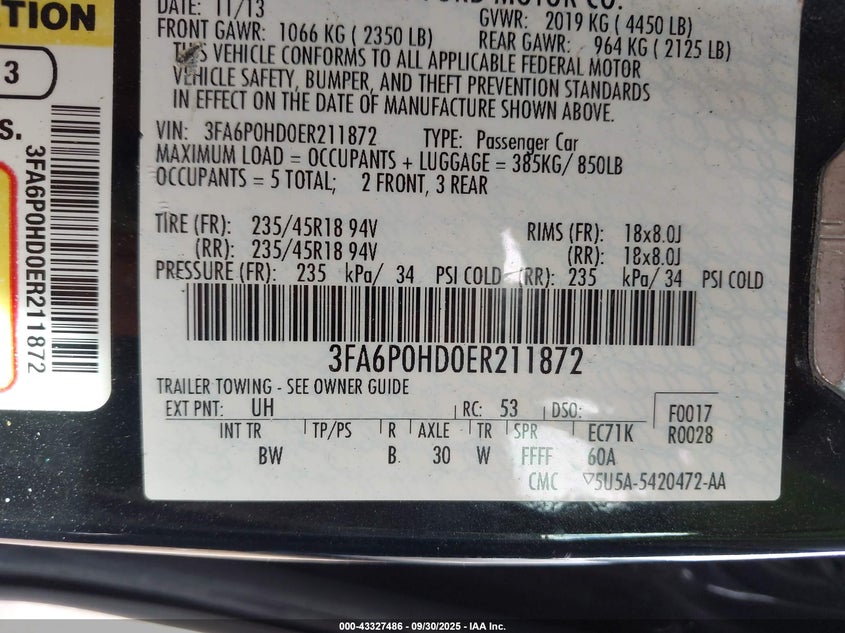 TION
3
S.
3FA6P0HD0ER211872
FORD MOTOR CO.
DATE: 11/13 GVWR: 2019 KG ( 4450 LB)
FRONT GAWR: 1066 KG ( 2350 LB) REAR GAWR: 964 KG ( 2125 LB)
THIS VEHICLE CONFORMS TO ALL APPLICABLE FEDERAL MOTOR
VEHICLE SAFETY, BUMPER, AND THEFT PREVENTION STANDARDS
IN EFFECT ON THE DATE OF MANUFACTURE SHOWN ABOVE.
VIN: 3FA6P0HD0ER211872 TYPE: Passenger Car
MAXIMUM LOAD = OCCUPANTS + LUGGAGE = 385KG/ 850LB
OCCUPANTS = 5 TOTAL; 2 FRONT, 3 REAR
TIRE (FR): 235/45R18 94V RIMS (FR): 18x8.0J
(RR): 235/45R18 94V (RR): 18x8.0J
PRESSURE (FR): 235 kPa/ 34 PSI COLD (RR): 235 kPa/ 34 PSI COLD
3FA6P0HD0ER211872
TRAILER TOWING - SEE OWNER GUIDE
EXT PNT: UH RC: 53 DSO: F0017
INT TR TP/PS R AXLE TR SPR EC71K R0028
BW B 30 W FFFF 60A
CMC ▽5U5A-5420472-AA
000-43327486 - 09/30/2025 - IAA Inc.